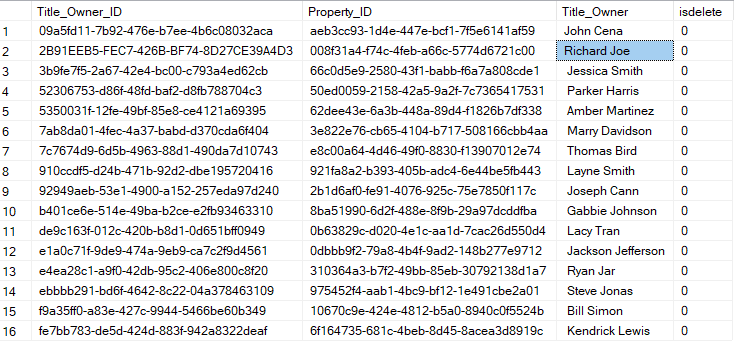 Title_Owner_ID Property_ID Title_Owner isdelete
1 09a5fd11-7b92-476e-b7ee-4b6c08032aca aeb3cc93-1d4e-447e-bcf1-7f5e6141af59 John Cena 0
2 2B91EEB5-FEC7-426B-BF74-8D27CE39A4D3 008f31a4-f74c-4feb-a66c-5774d6721c00 Richard Joe 0
3 3b9fe7f5-2a67-42e4-bc00-c793a4ed62cb 66c0d5e9-2580-43f1-babb-f6a7a808cde1 Jessica Smith 0
4 52306753-d86f-48fd-baf2-d8fb788704c3 50ed0059-2158-42a5-9a2f-7c7365417531 Parker Harris 0
5 5350031f-12fe-49bf-85e8-ce4121a69395 62dee43e-6a3b-448a-89d4-f1826b7df338 Amber Martinez 0
6 7ab8da01-4fec-4a37-babd-d370cda6f404 3e822e76-cb65-4104-b717-508166cbb4aa Marry Davidson 0
7 7c7674d9-6d5b-4963-88d1-490da7d10743 e8c00a64-4d46-49f0-8830-f13907012e74 Thomas Bird 0
8 910ccdf5-d24b-471b-92d2-dbe195720416 921fa8a2-b393-405b-adc4-6e44be5fb443 Layne Smith 0
9 92949aeb-53e1-4900-a152-257eda97d240 2b1d6af0-fe91-4076-925c-75e7850f117c Joseph Cann 0
10 b401ce6e-514e-49ba-b2ce-e2fb93463310 8ba51990-6d2f-488e-8f9b-29a97dcddfba Gabbie Johnson 0
11 de9c163f-012c-420b-b8d1-0d651bff0949 0b63829c-d020-4e1c-aa1d-7cac26d550d4 Lacy Tran 0
12 e1a0c71f-9de9-474a-9eb9-ca7c2f9d4561 0dbbb9f2-79a8-4b4f-9ad2-148b277e9712 Jackson Jefferson 0
13 e4ea28c1-a9f0-42db-95c2-406e800c8f20 310364a3-b7f2-49bb-85eb-30792138d1a7 Ryan Jar 0
14 ebbbb291-bd6f-4642-8c22-04a378463109 975452f4-aab1-4bc9-bf12-1e491cbe2a01 Steve Jonas 0
15 f9a35ff0-a83e-427c-9944-5466be60b349 10670c9e-424e-4812-b5a0-8940c0f5524b Bill Simon 0
16 fe7bb783-de5d-424d-883f-942a8322deaf 6f164735-681c-4beb-8d45-8acea3d8919c Kendrick Lewis 0